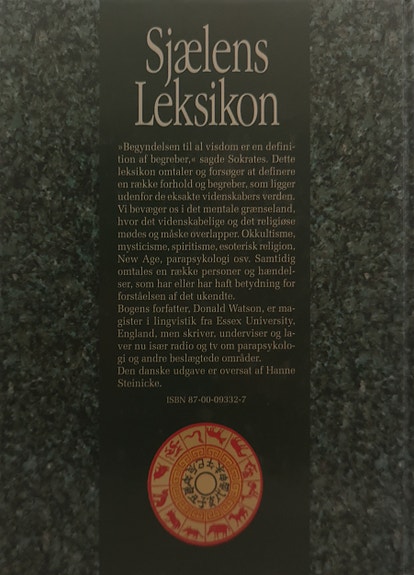 Sjælens
Leksikon
»Begyndelsen til al visdom er en defini-
tion af begreber,« sagde Sokrates. Dette
leksikon omtaler og forsøger at definere
en række forhold og begreber, som ligger
udenfor de eksakte videnskabers verden.
Vi bevæger os i det mentale grænseland,
hvor det videnskabelige og det religiøse
mødes og måske overlapper. Okkultisme,
mysticisme, spiritisme, esoterisk religion,
New Age, parapsykologi osv. Samtidig
omtales en række personer og hændel-
ser, som har eller har haft betydning for
forståelsen af det ukendte.
Bogens forfatter, Donald Watson, er ma-
gister i lingvistik fra Essex University,
England, men skriver, underviser og la-
ver nu især radio og tv om parapsykolo-
gi og andre beslægtede områder.
Den danske udgave er oversat af Hanne
Steinicke.
ISBN 87-00-09332-7